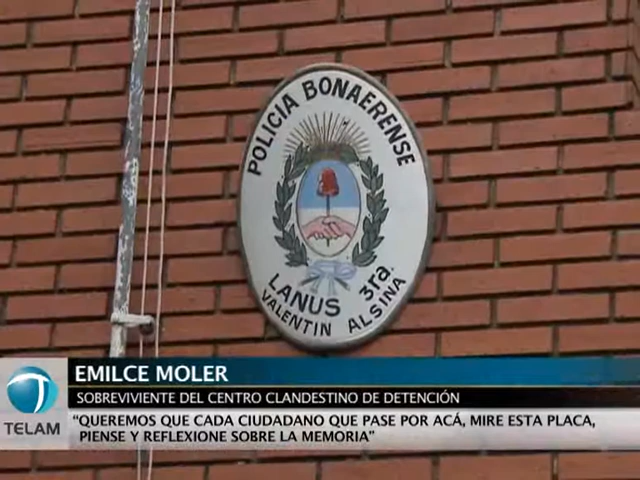 POLICIA BONAERENSE
LANUS 3ra.
VALENTIN ALSINA
EMILCE MOLER
SOBREVIVIENTE DEL CENTRO CLANDESTINO DE DETENCIÓN
TELAM
“QUEREMOS QUE CADA CIUDADANO QUE PASE POR ACÁ, MIRE ESTA PLACA,
PIENSE Y REFLEXIONE SOBRE LA MEMORIA”